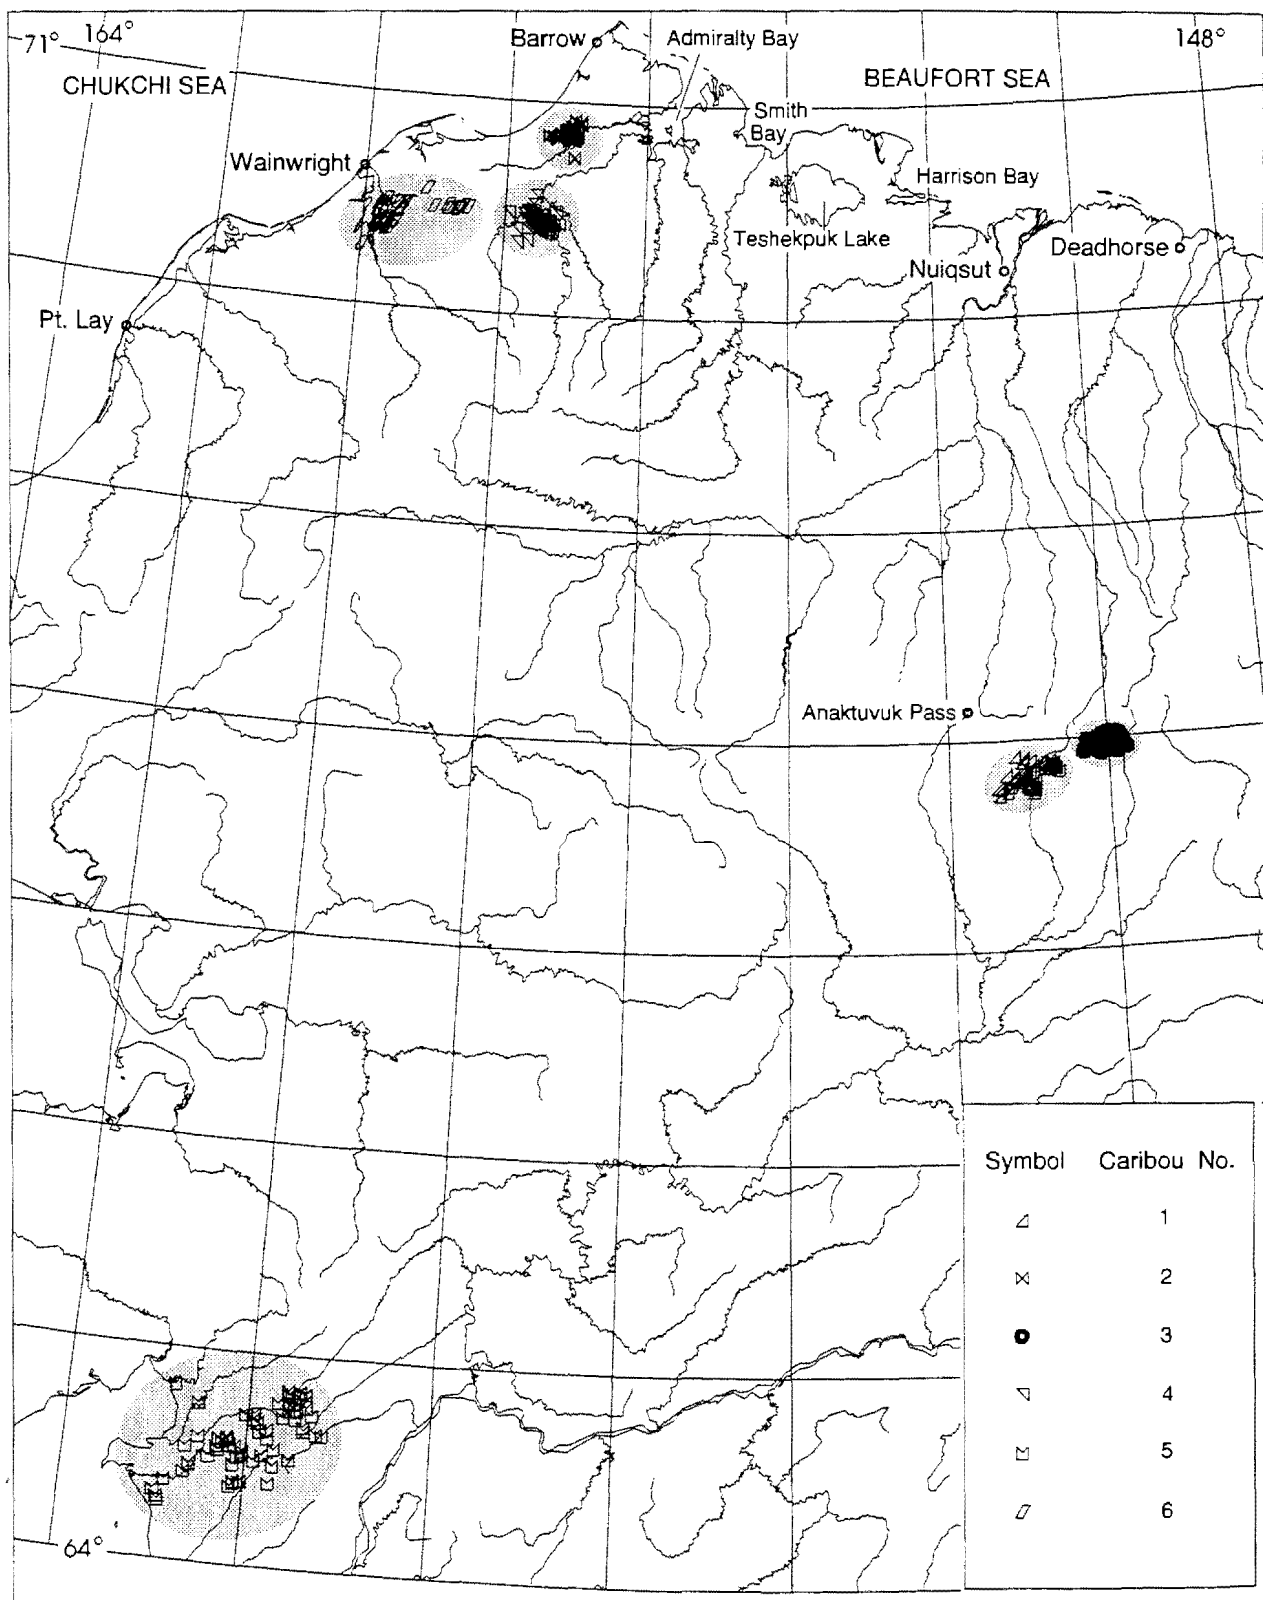 71° 164° Barrow Admiralty Bay 148°
CHUKCHI SEA BEAUFORT SEA
Smith
Bay
Wainwright
Harrison Bay
Teshekpuk Lake
Deadhorse
Nuiqsut
Pt. Lay
Anaktuvuk Pass
Symbol Caribou No.
1
2
3
4
5
6
64°